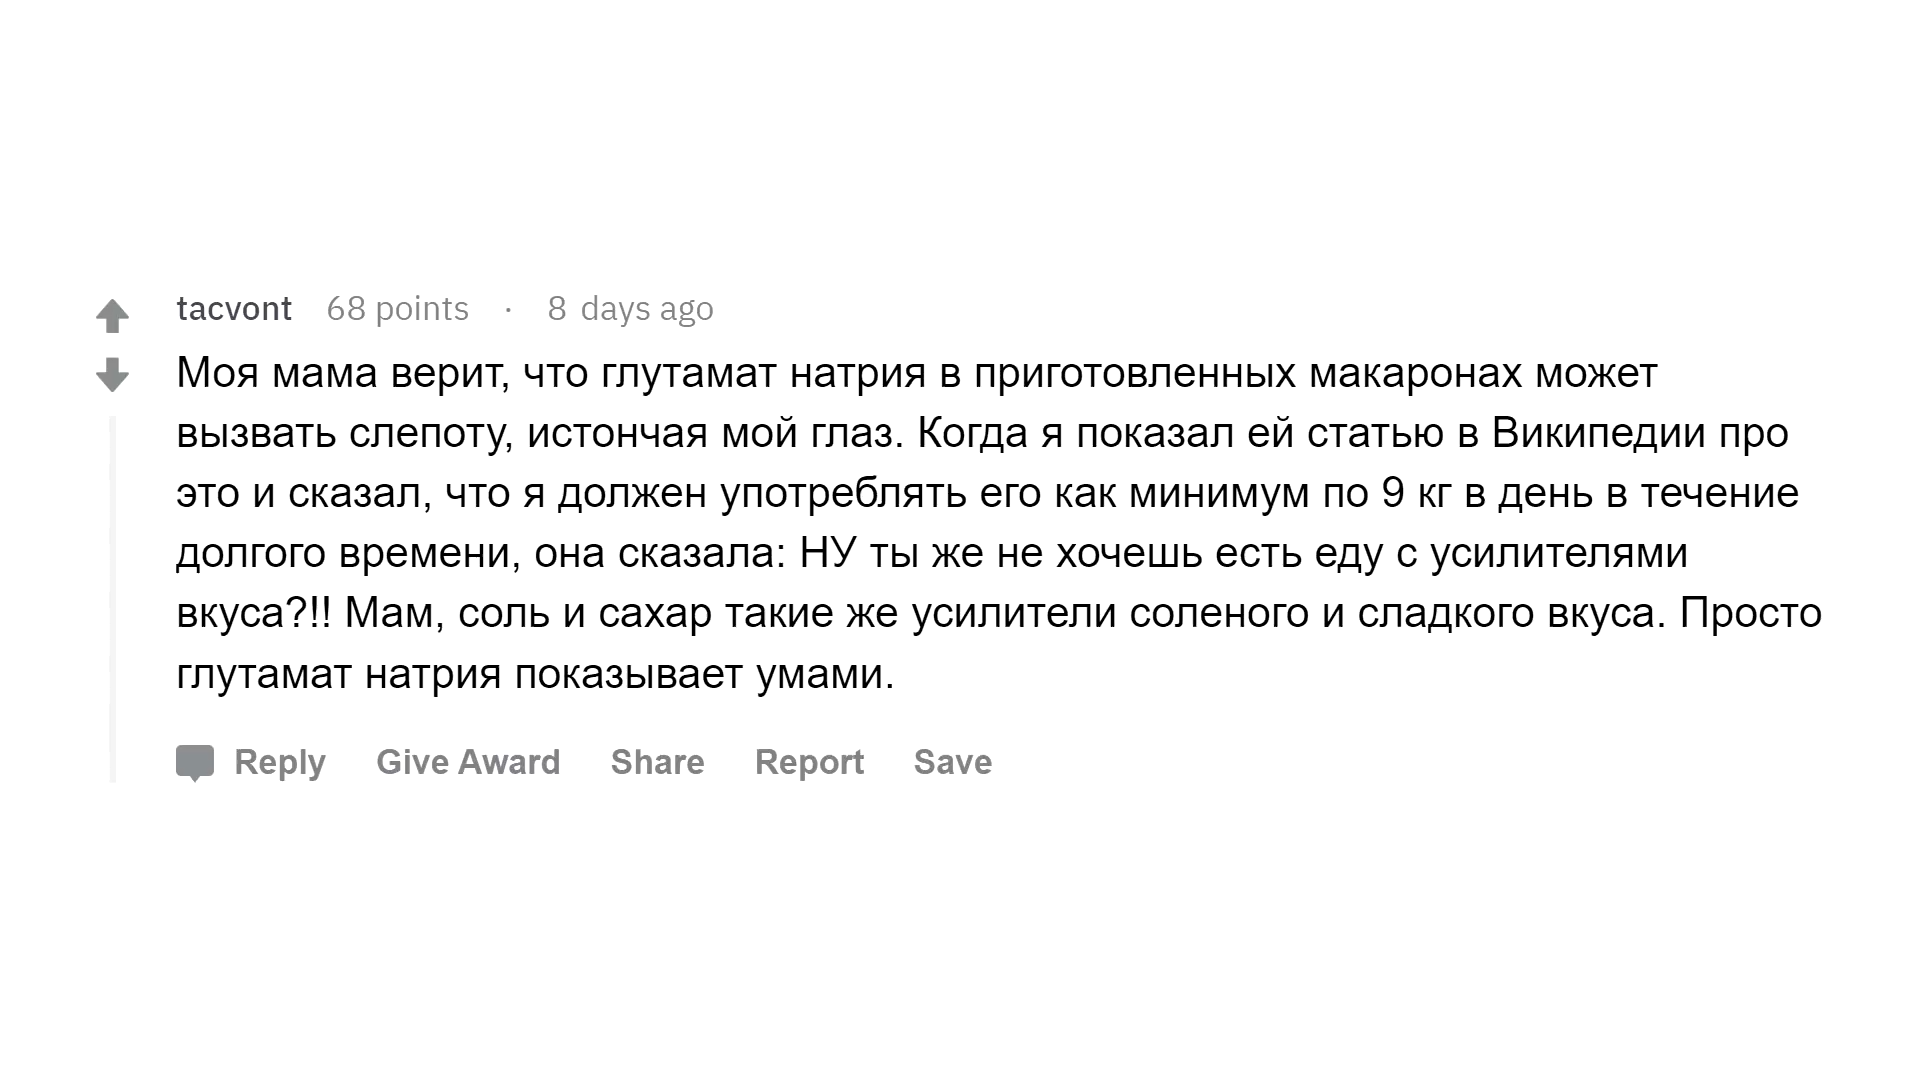 tacvont 68 points · 8 days ago
Моя мама верит, что глутамат натрия в приготовленных макаронах может
вызвать слепоту, истончая мой глаз. Когда я показал ей статью в Википедии про
это и сказал, что я должен употреблять его как минимум по 9 кг в день в течение
долгого времени, она сказала: НУ ты же не хочешь есть еду с усилителями
вкуса?!! Мам, соль и сахар такие же усилители соленого и сладкого вкуса. Просто
глутамат натрия показывает умами.
Reply Give Award Share Report Save